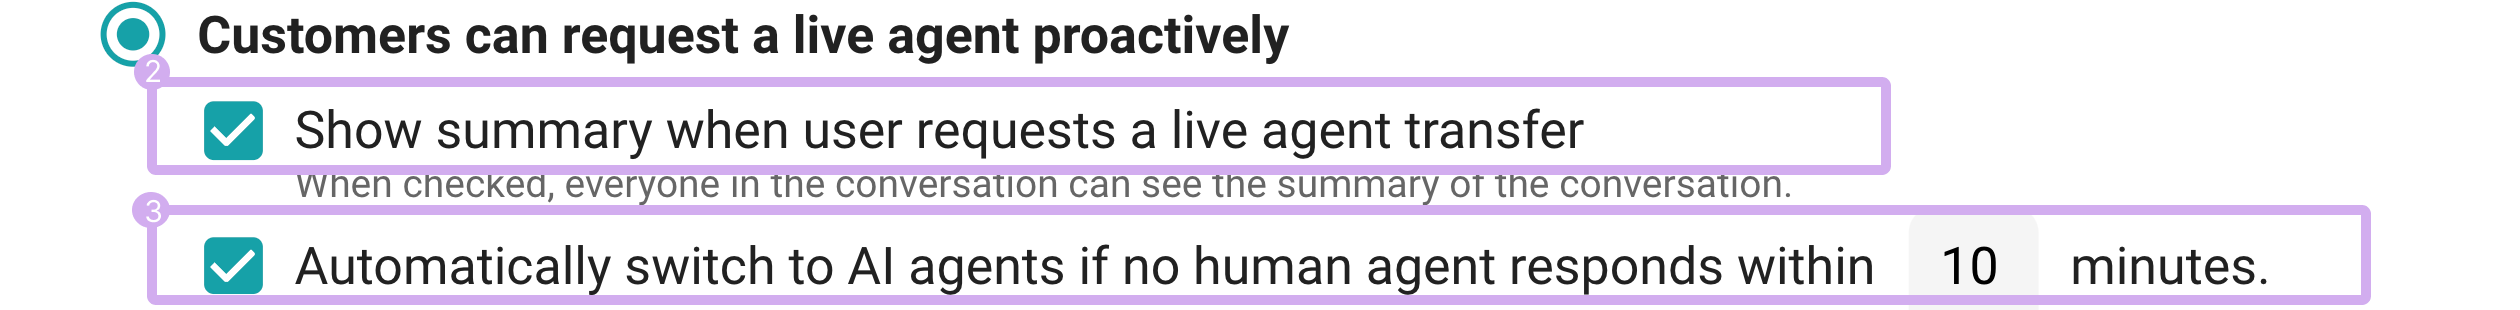 Customers can request a live agent proactively
2
Show summary when user requests a live agent transfer
When checked, everyone in the conversation can see the summary of the conversation.
3
Automatically switch to AI agents if no human agent responds within 10 minutes.